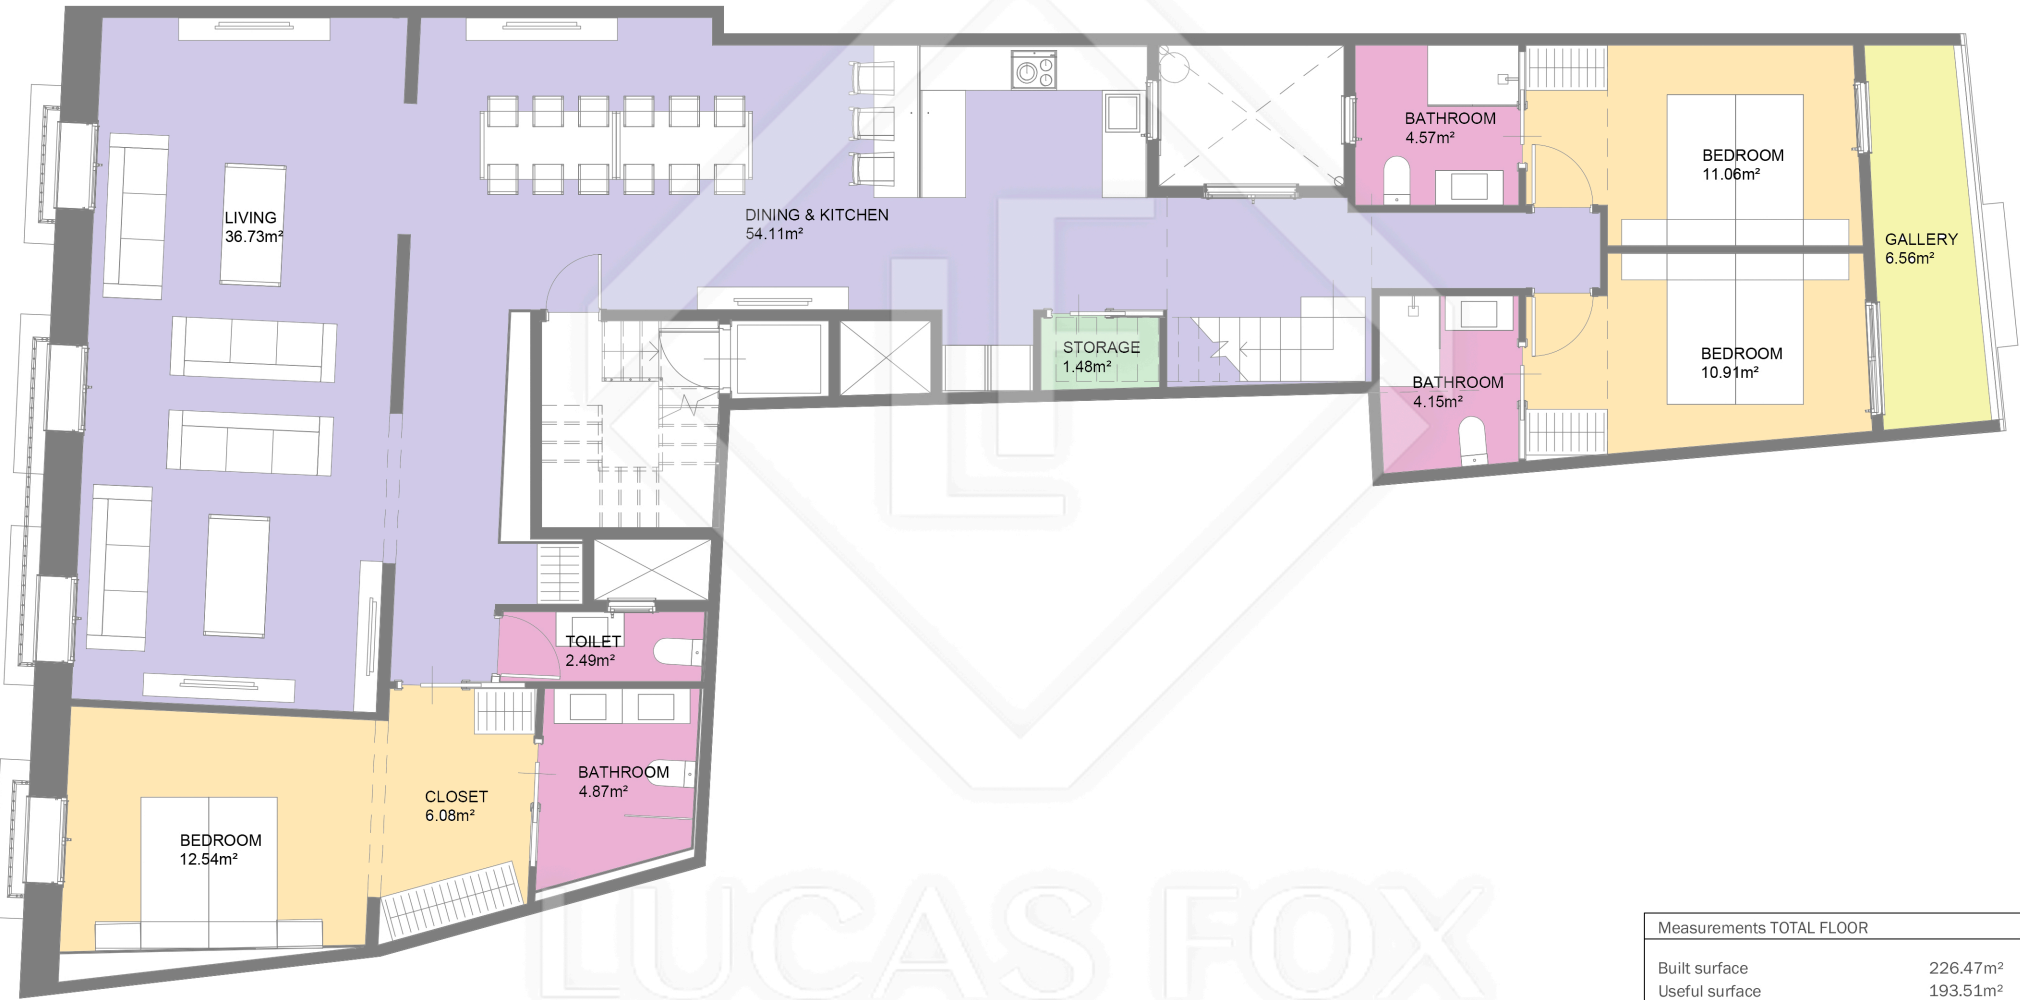 LIVING
36.73m²
DINING & KITCHEN
54.11m²
BATHROOM
4.57m²
BEDROOM
11.06m²
GALLERY
6.56m²
STORAGE
1.48m²
BATHROOM
4.15m²
BEDROOM
10.91m²
TOILET
2.49m²
BATHROOM
4.87m²
CLOSET
6.08m²
BEDROOM
12.54m²
LUCAS FOX
Measurements TOTAL FLOOR
Built surface 226.47m²
Useful surface 193.51m²